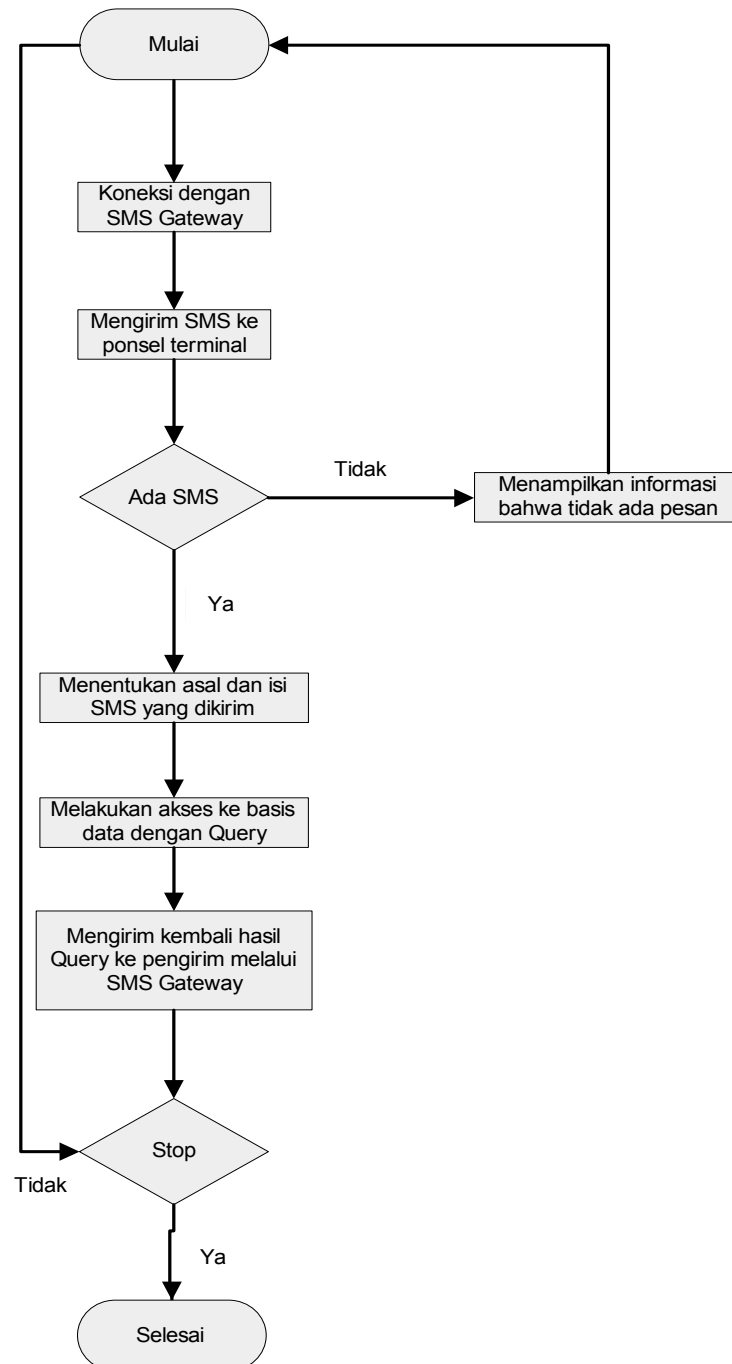 Mulai
Koneksi dengan
SMS Gateway
Mengirim SMS ke
ponsel terminal
Ada SMS
Tidak
Menampilkan informasi
bahwa tidak ada pesan
Ya
Menentukan asal dan isi
SMS yang dikirim
Melakukan akses ke basis
data dengan Query
Mengirim kembali hasil
Query ke pengirim melalui
SMS Gateway
Stop
Tidak
Ya
Selesai